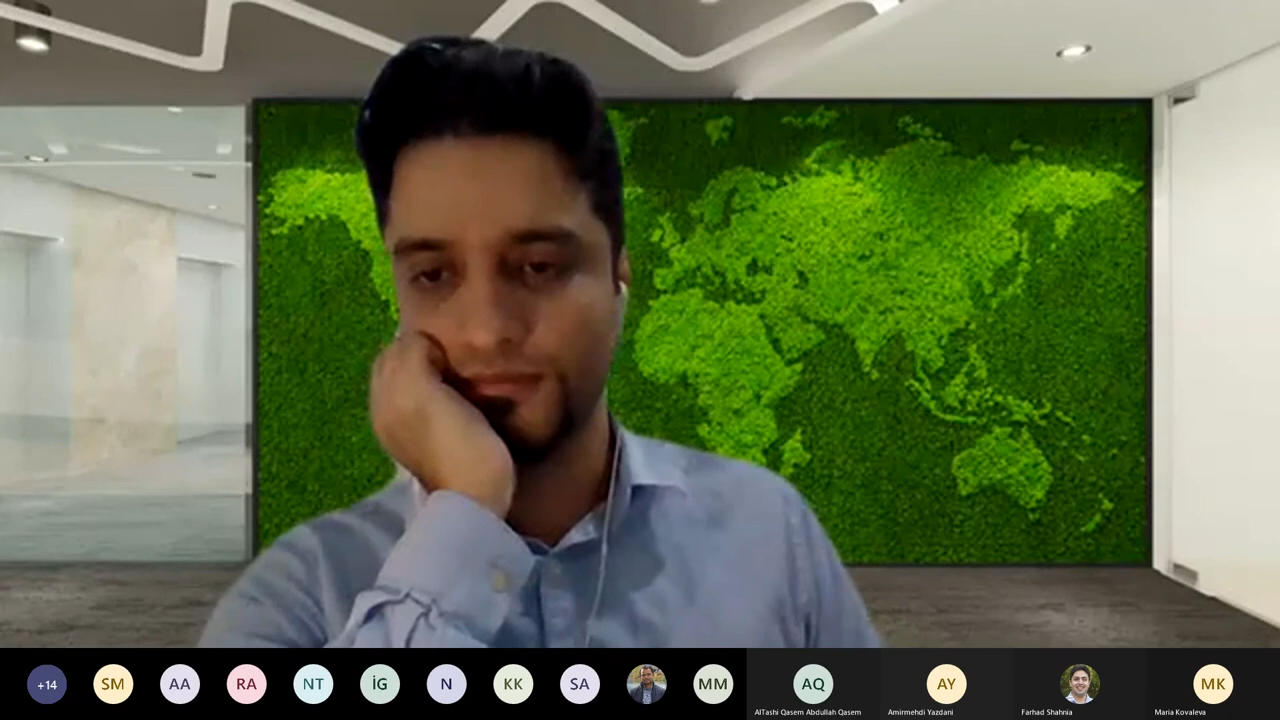 +14
SM
AA
RA
NT
İG
N
KK
SA
MM
AQ
AlTashi Qasem Abdullah Qasem
AY
Amirmehdi Yazdani
Farhad Shahnia
MK
Maria Kovaleva